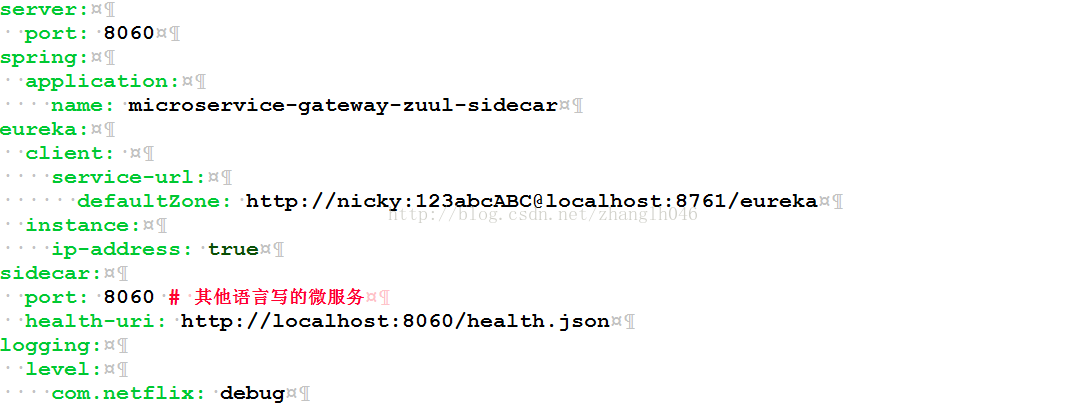 server:
  port: 8060
spring:
  application:
    name: microservice-gateway-zuul-sidecar
eureka:
  client:
    service-url:
      defaultZone: http://nicky:123abcABC@localhost:8761/eureka
http://blog.csdn.net/zhanglh046
  instance:
    ip-address: true
sidecar:
  port: 8060 # 其他语言写的微服务
  health-uri: http://localhost:8060/health.json
logging:
  level:
    com.netflix: debug